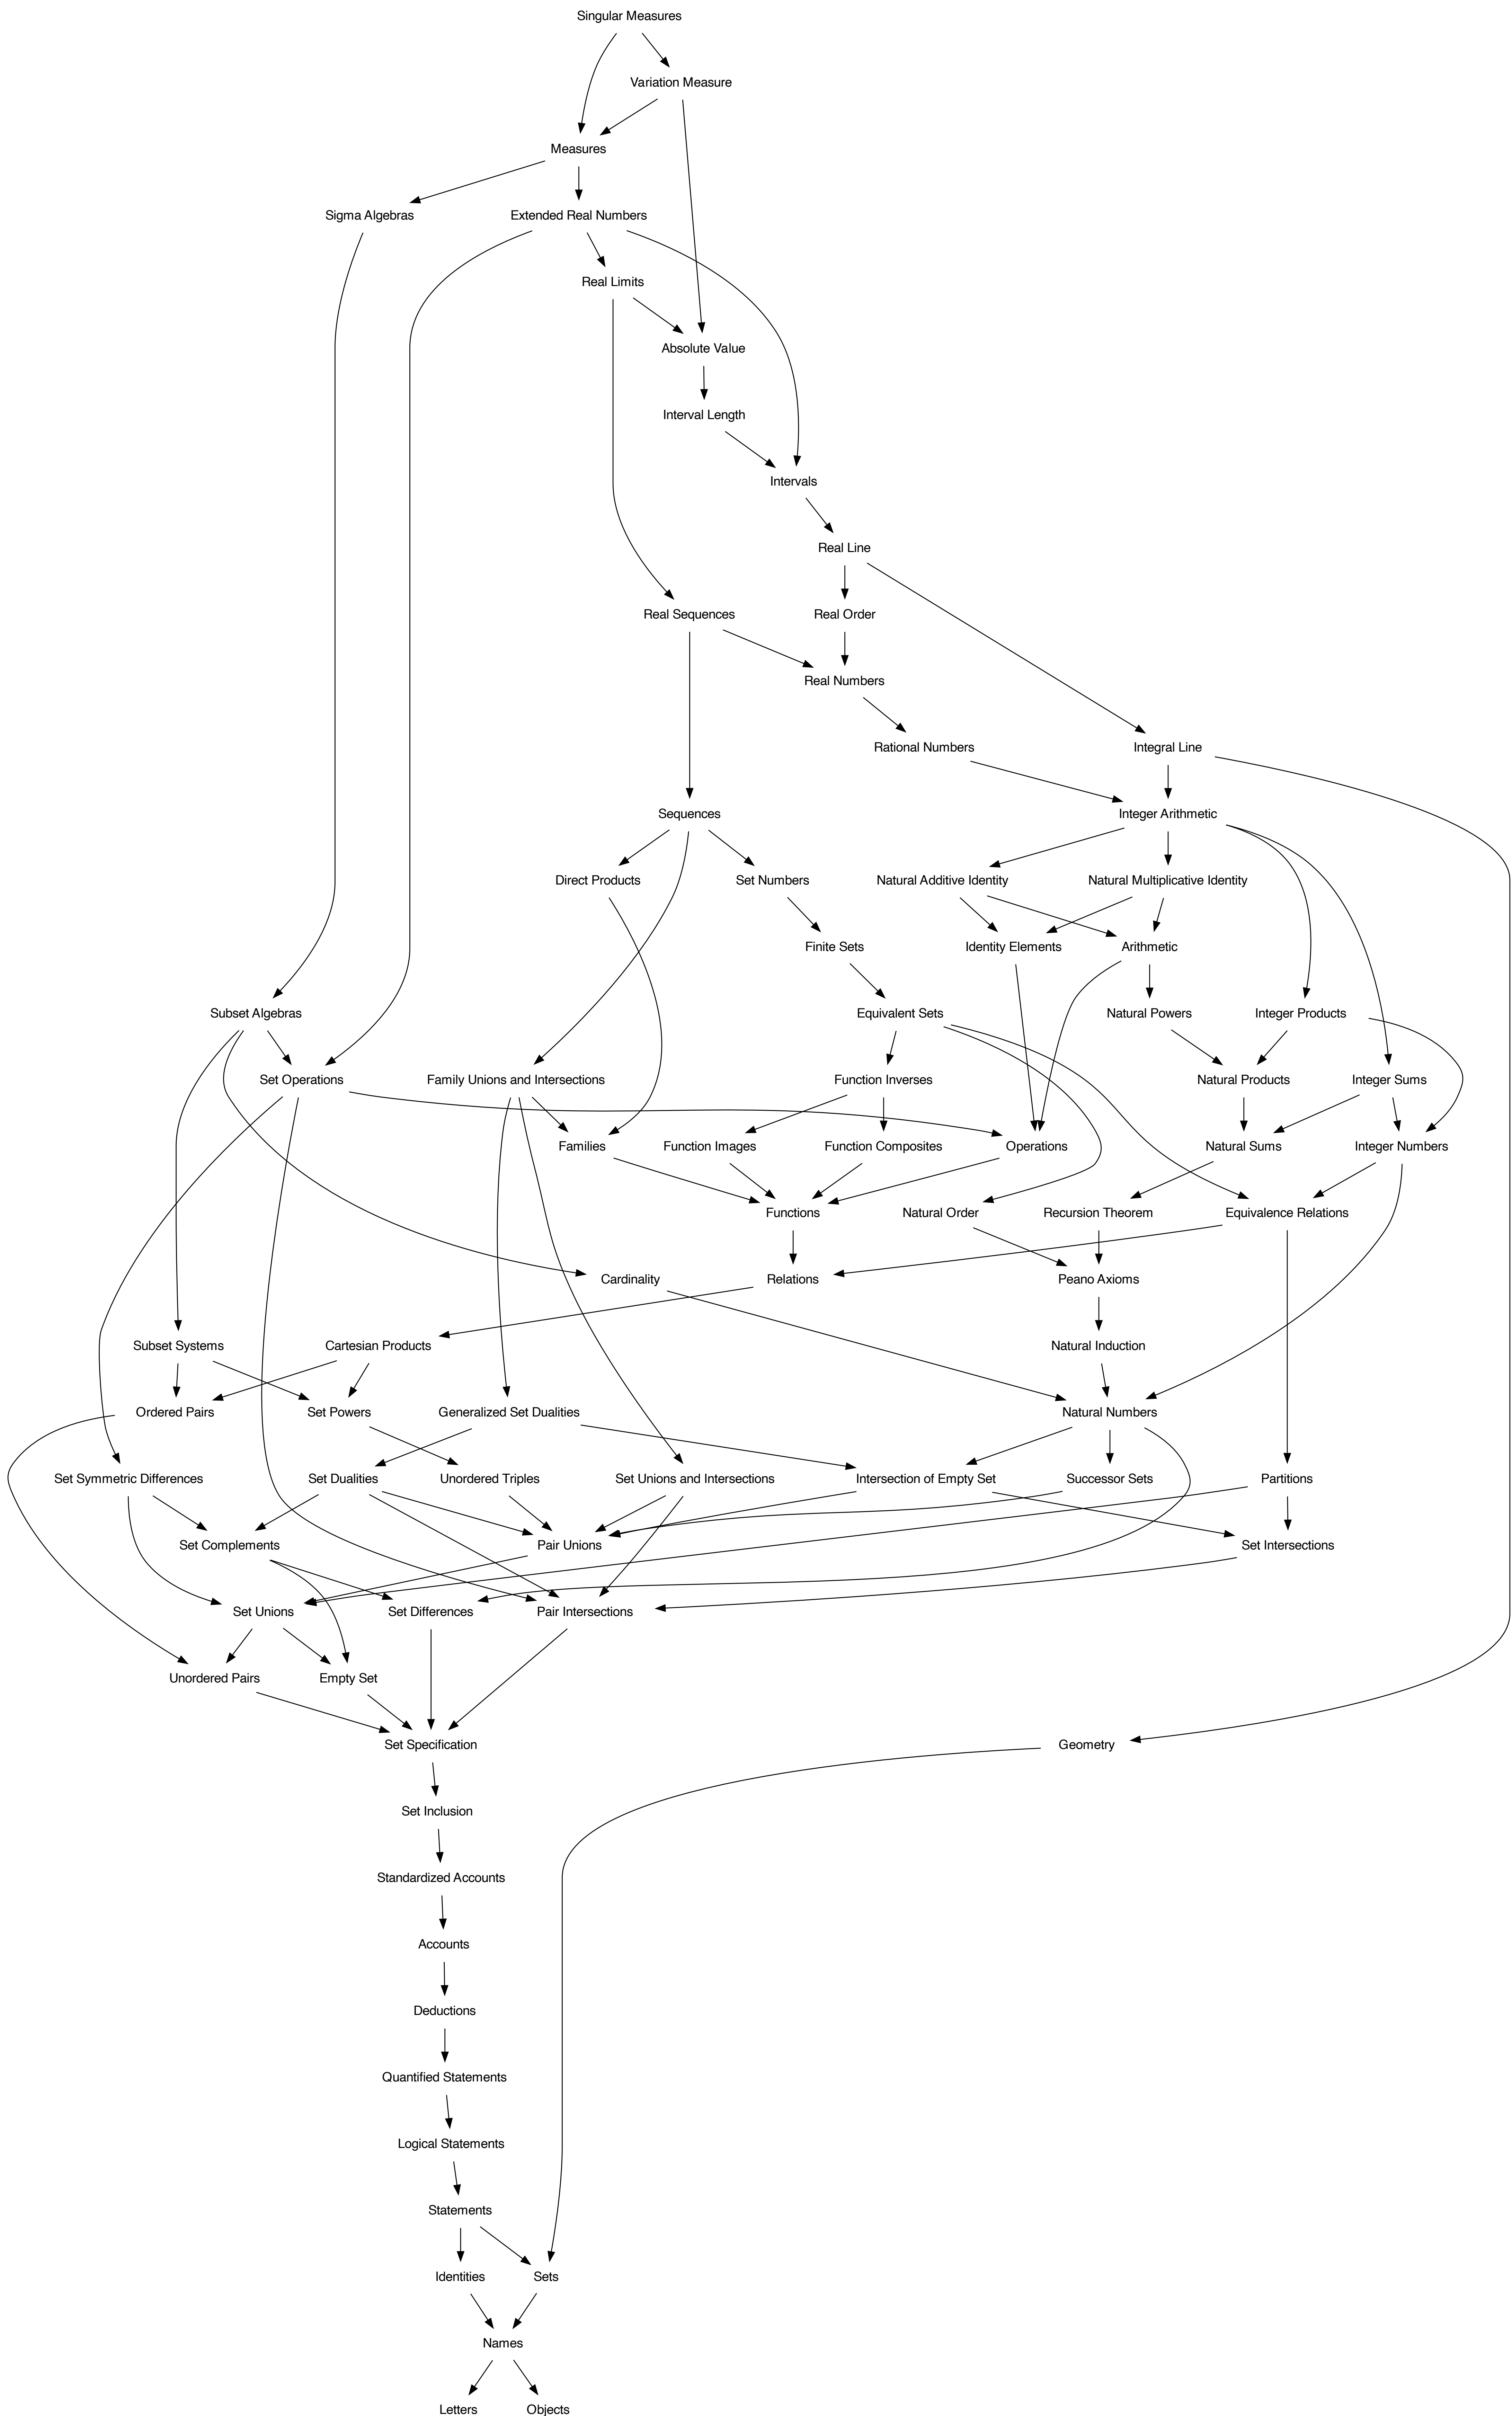 Singular Measures
Variation Measure
Measures
Sigma Algebras
Extended Real Numbers
Real Limits
Absolute Value
Interval Length
Intervals
Real Line
Real Sequences
Real Order
Real Numbers
Rational Numbers
Integral Line
Sequences
Integer Arithmetic
Direct Products
Set Numbers
Natural Additive Identity
Natural Multiplicative Identity
Finite Sets
Identity Elements
Arithmetic
Subset Algebras
Equivalent Sets
Natural Powers
Integer Products
Set Operations
Family Unions and Intersections
Function Inverses
Natural Products
Integer Sums
Families
Function Images
Function Composites
Operations
Natural Sums
Integer Numbers
Functions
Natural Order
Recursion Theorem
Equivalence Relations
Cardinality
Relations
Peano Axioms
Subset Systems
Cartesian Products
Natural Induction
Ordered Pairs
Set Powers
Generalized Set Dualities
Natural Numbers
Set Symmetric Differences
Set Dualities
Unordered Triples
Set Unions and Intersections
Intersection of Empty Set
Successor Sets
Partitions
Set Complements
Pair Unions
Set Intersections
Set Unions
Set Differences
Pair Intersections
Unordered Pairs
Empty Set
Set Specification
Geometry
Set Inclusion
Standardized Accounts
Accounts
Deductions
Quantified Statements
Logical Statements
Statements
Identities
Sets
Names
Letters
Objects